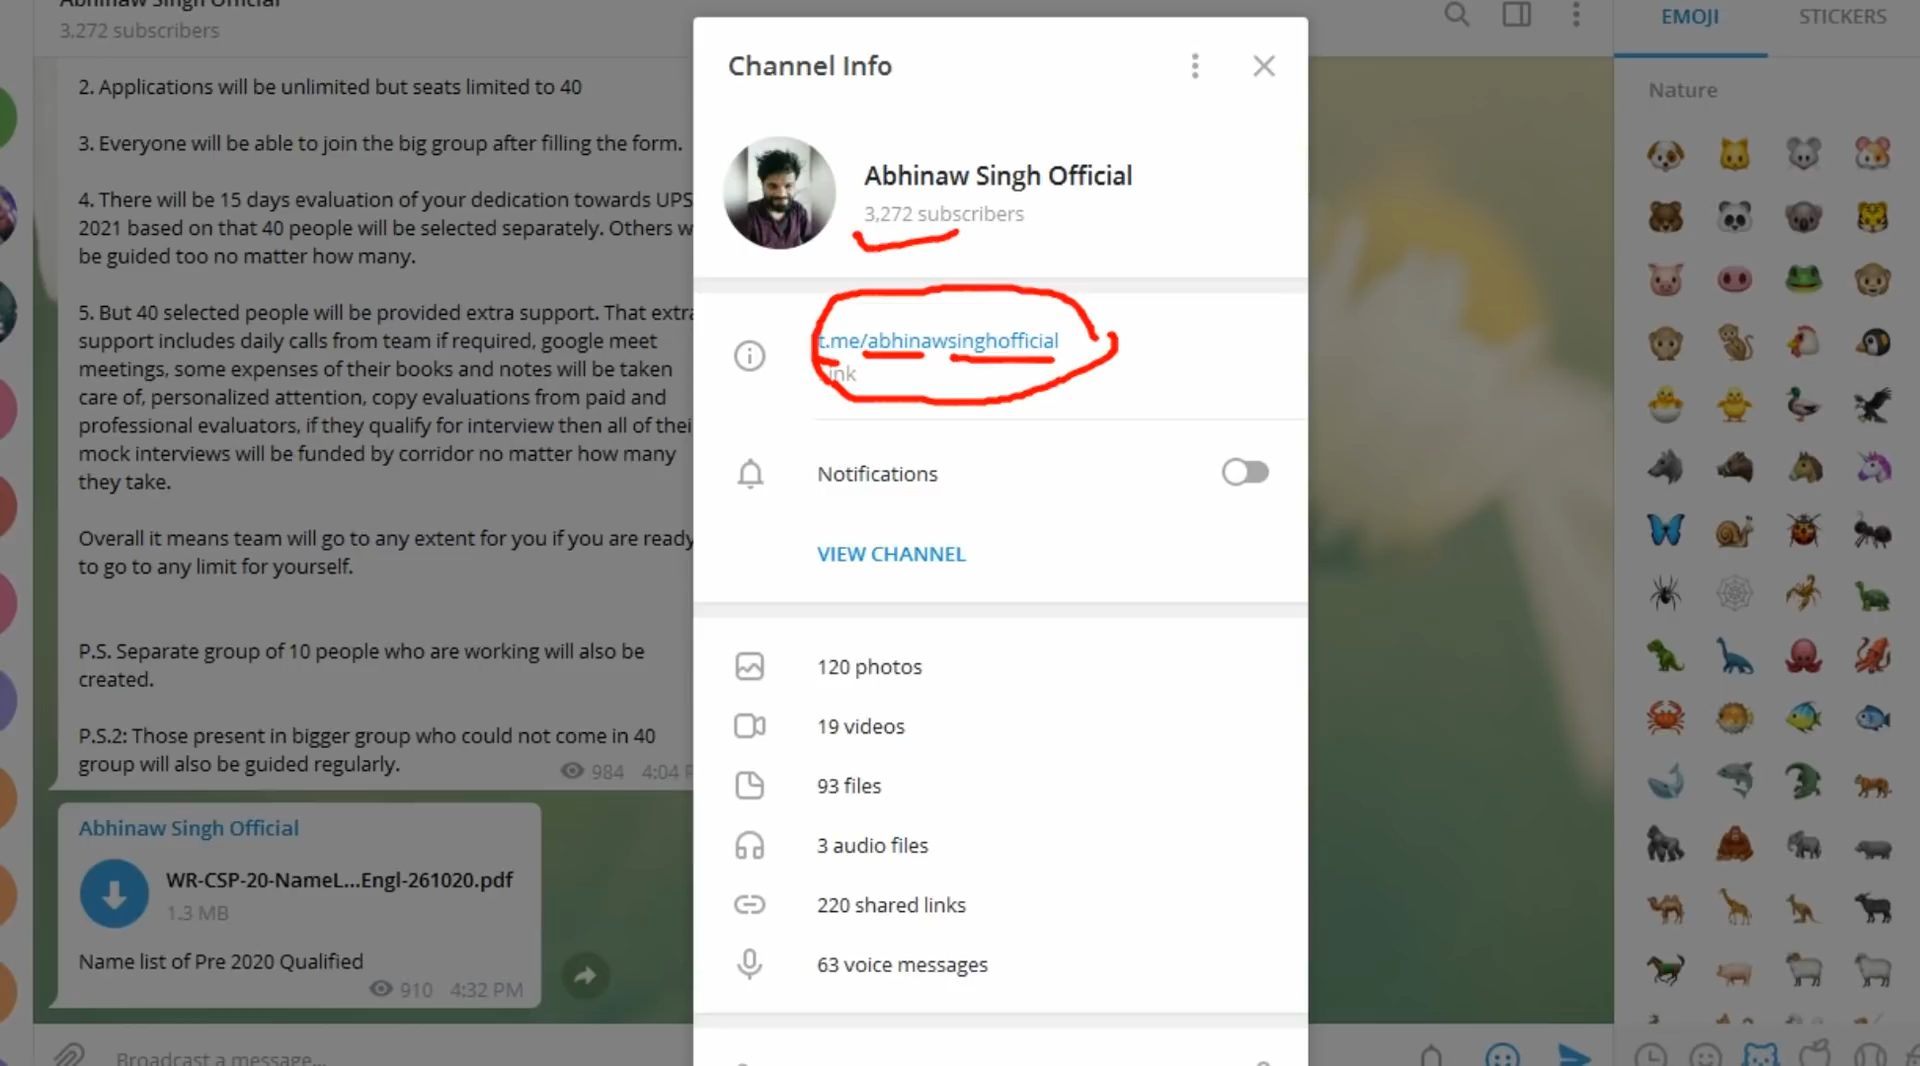 3,272 subscribers
2. Applications will be unlimited but seats limited to 40
3. Everyone will be able to join the big group after filling the form.
4. There will be 15 days evaluation of your dedication towards UPS
2021 based on that 40 people will be selected separately. Others w
be guided too no matter how many.
5. But 40 selected people will be provided extra support. That extra
support includes daily calls from team if required, google meet
meetings, some expenses of their books and notes will be taken
care of, personalized attention, copy evaluations from paid and
professional evaluators, if they qualify for interview then all of thei
mock interviews will be funded by corridor no matter how many
they take.
Overall it means team will go to any extent for you if you are ready
to go to any limit for yourself.
P.S. Separate group of 10 people who are working will also be
created.
P.S.2: Those present in bigger group who could not come in 40
group will also be guided regularly.
984 4:04 P
Abhinaw Singh Official
WR-CSP-20-NameL...Engl-261020.pdf
1.3 MB
Name list of Pre 2020 Qualified
910 4:32 PM
Broadcast a message...
Channel Info
Abhinaw Singh Official
3,272 subscribers
t.me/abhinawsinghofficial
Link
Notifications
VIEW CHANNEL
120 photos
19 videos
93 files
3 audio files
220 shared links
63 voice messages
EMOJI
STICKERS
Nature